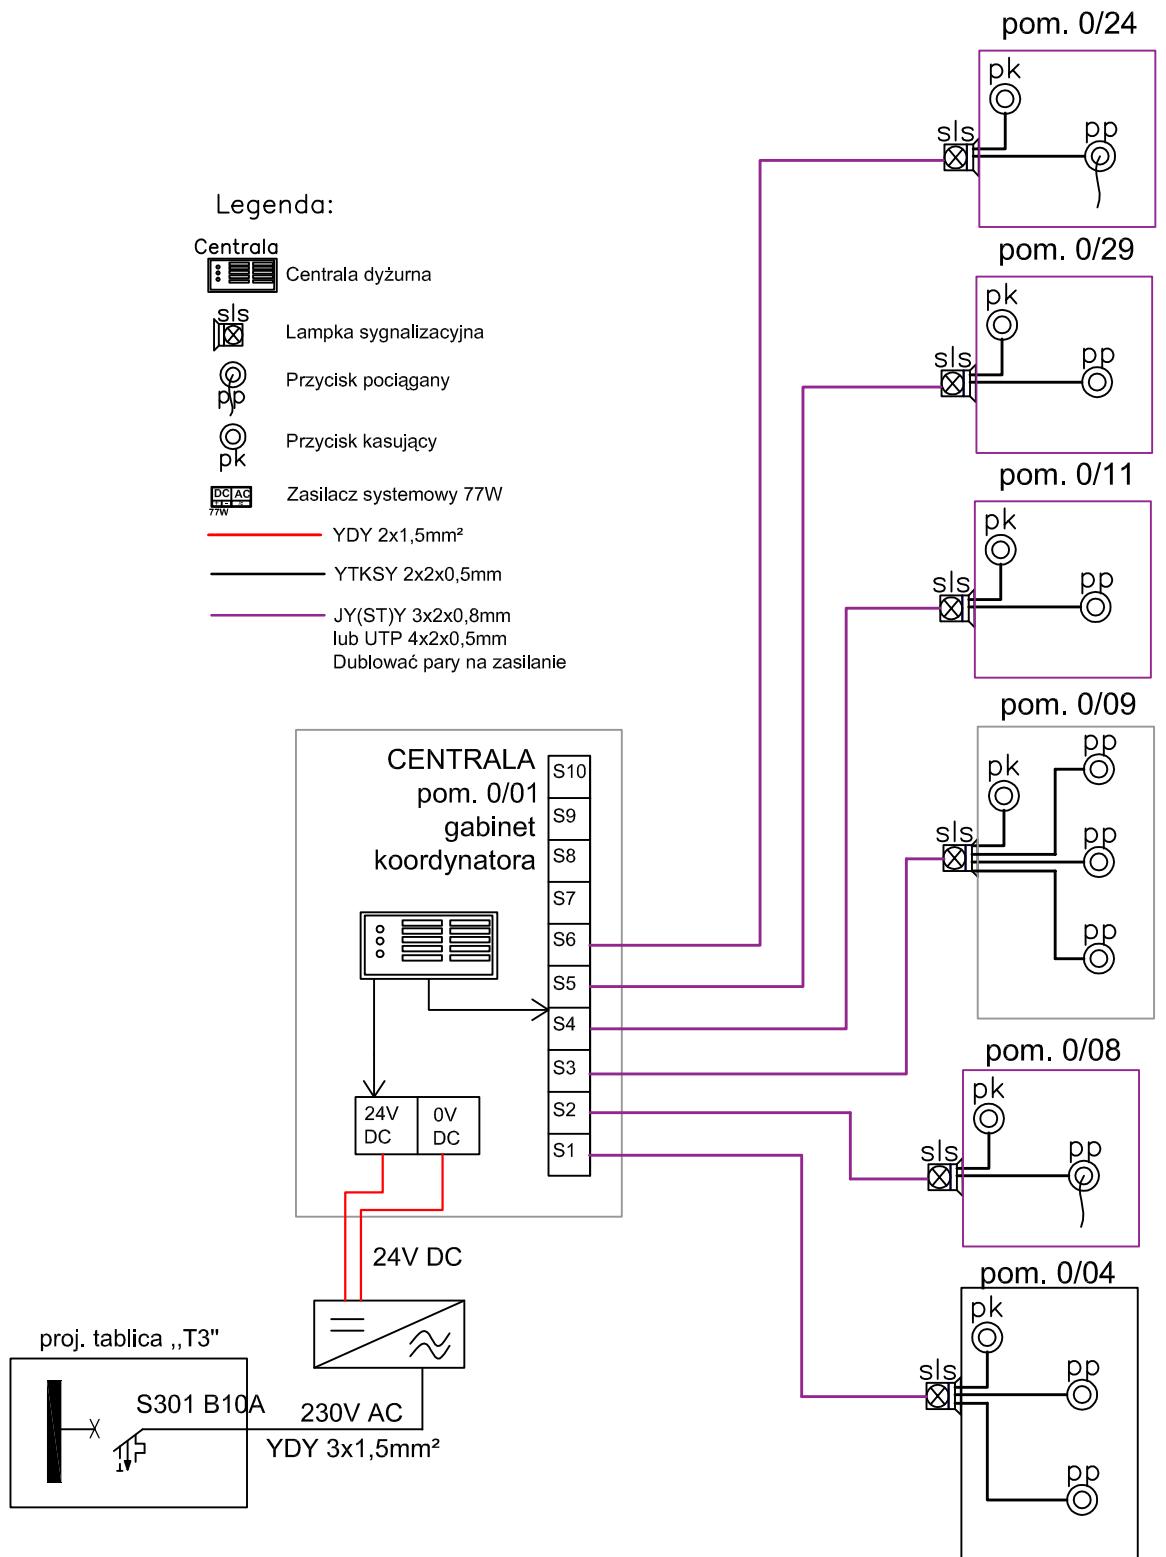 Legenda:
Centrala
Centrala dyżurna
sls
Lampka sygnalizacyjna
pp
Przycisk pociągany
pk
Przycisk kasujący
DC AC
77W
Zasilacz systemowy 77W
YDY 2x1,5mm²
YTKSY 2x2x0,5mm
JY(ST)Y 3x2x0,8mm
lub UTP 4x2x0,5mm
Dublować pary na zasilanie
CENTRALA
pom. 0/01
gabinet
koordynatora
S10
S9
S8
S7
S6
S5
S4
S3
S2
S1
24V
DC
0V
DC
24V DC
proj. tablica ,,T3"
S301 B10A
230V AC
YDY 3x1,5mm²
pom. 0/24
pk
sls
pp
pom. 0/29
pk
sls
pp
pom. 0/11
pk
sls
pp
pom. 0/09
pp
pk
sls
pp
pp
pom. 0/08
pk
sls
pp
pom. 0/04
pk
sls
pp
pp